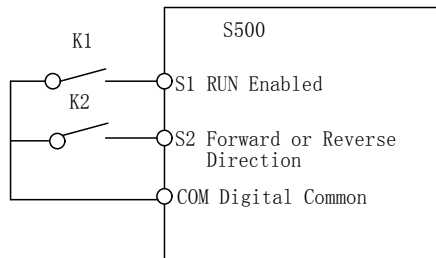 S500
K1
S1 RUN Enabled
K2
S2 Forward or Reverse
Direction
COM Digital Common